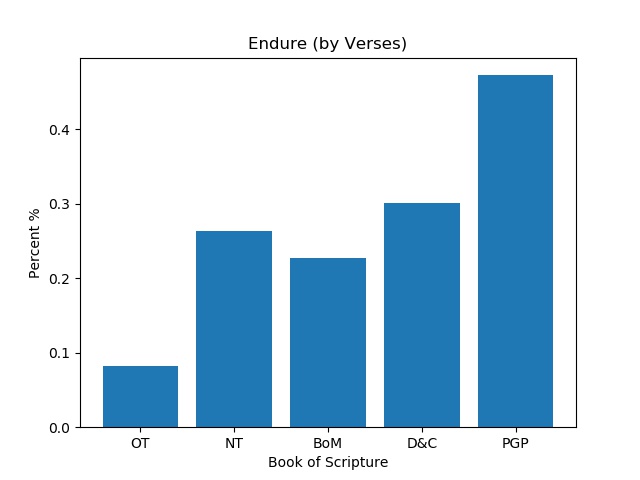 Endure (by Verses)
Percent %
0.4
0.3
0.2
0.1
0.0
OT NT BoM D&C PGP
Book of Scripture